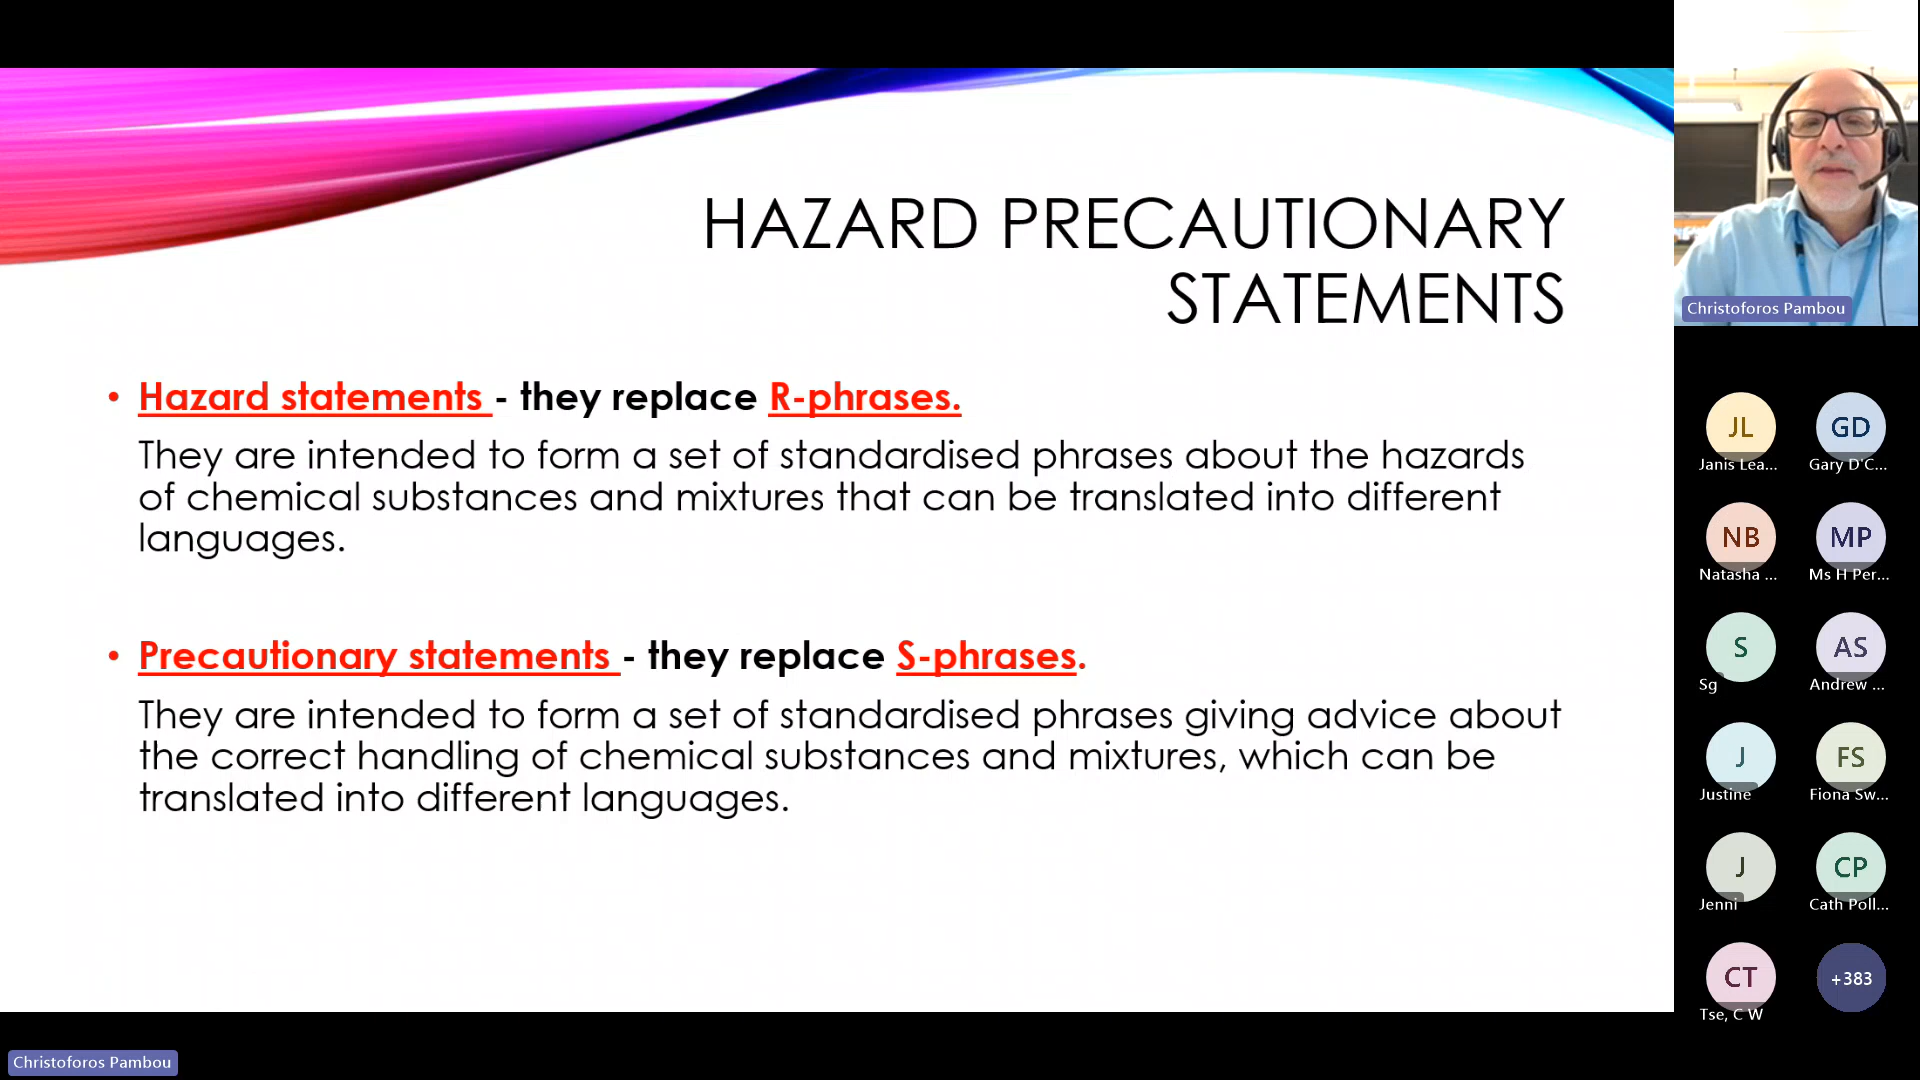 HAZARD PRECAUTIONARY
STATEMENTS
• Hazard statements - they replace R-phrases.
They are intended to form a set of standardised phrases about the hazards
of chemical substances and mixtures that can be translated into different
languages.
• Precautionary statements - they replace S-phrases.
They are intended to form a set of standardised phrases giving advice about
the correct handling of chemical substances and mixtures, which can be
translated into different languages.
Christoforos Pambou
Christoforos Pambou
JL
Janis Lea...
GD
Gary D'C...
NB
Natasha ...
MP
Ms H Per...
S
Sg
AS
Andrew ...
J
Justine
FS
Fiona Sw...
J
Jenni
CP
Cath Poll...
CT
Tse, C W
+383